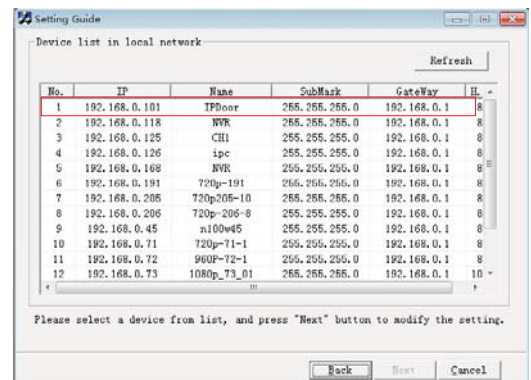 Setting Guide
Device list in local network
Refresh
No. IP Name SubMask GateWay H.
1 192.168.0.101 IPDoor 255.255.255.0 192.168.0.1 8
2 192.168.0.118 NVR 255.255.255.0 192.168.0.1 8
3 192.168.0.125 CH1 255.255.255.0 192.168.0.1 8
4 192.168.0.126 ipc 255.255.255.0 192.168.0.1 8
5 192.168.0.168 NVR 255.255.255.0 192.168.0.1 8
6 192.168.0.191 720p-191 255.255.255.0 192.168.0.1 8
7 192.168.0.205 720p205-10 255.255.255.0 192.168.0.1 8
8 192.168.0.206 720p-206-8 255.255.255.0 192.168.0.1 8
9 192.168.0.45 n100w45 255.255.255.0 192.168.0.1 8
10 192.168.0.71 720p-71-1 255.255.255.0 192.168.0.1 8
11 192.168.0.72 960P-72-1 255.255.255.0 192.168.0.1 8
12 192.168.0.73 1080p_73_01 255.255.255.0 192.168.0.1 10
Please select a device from list, and press "Next" button to modify the setting.
Back Next Cancel